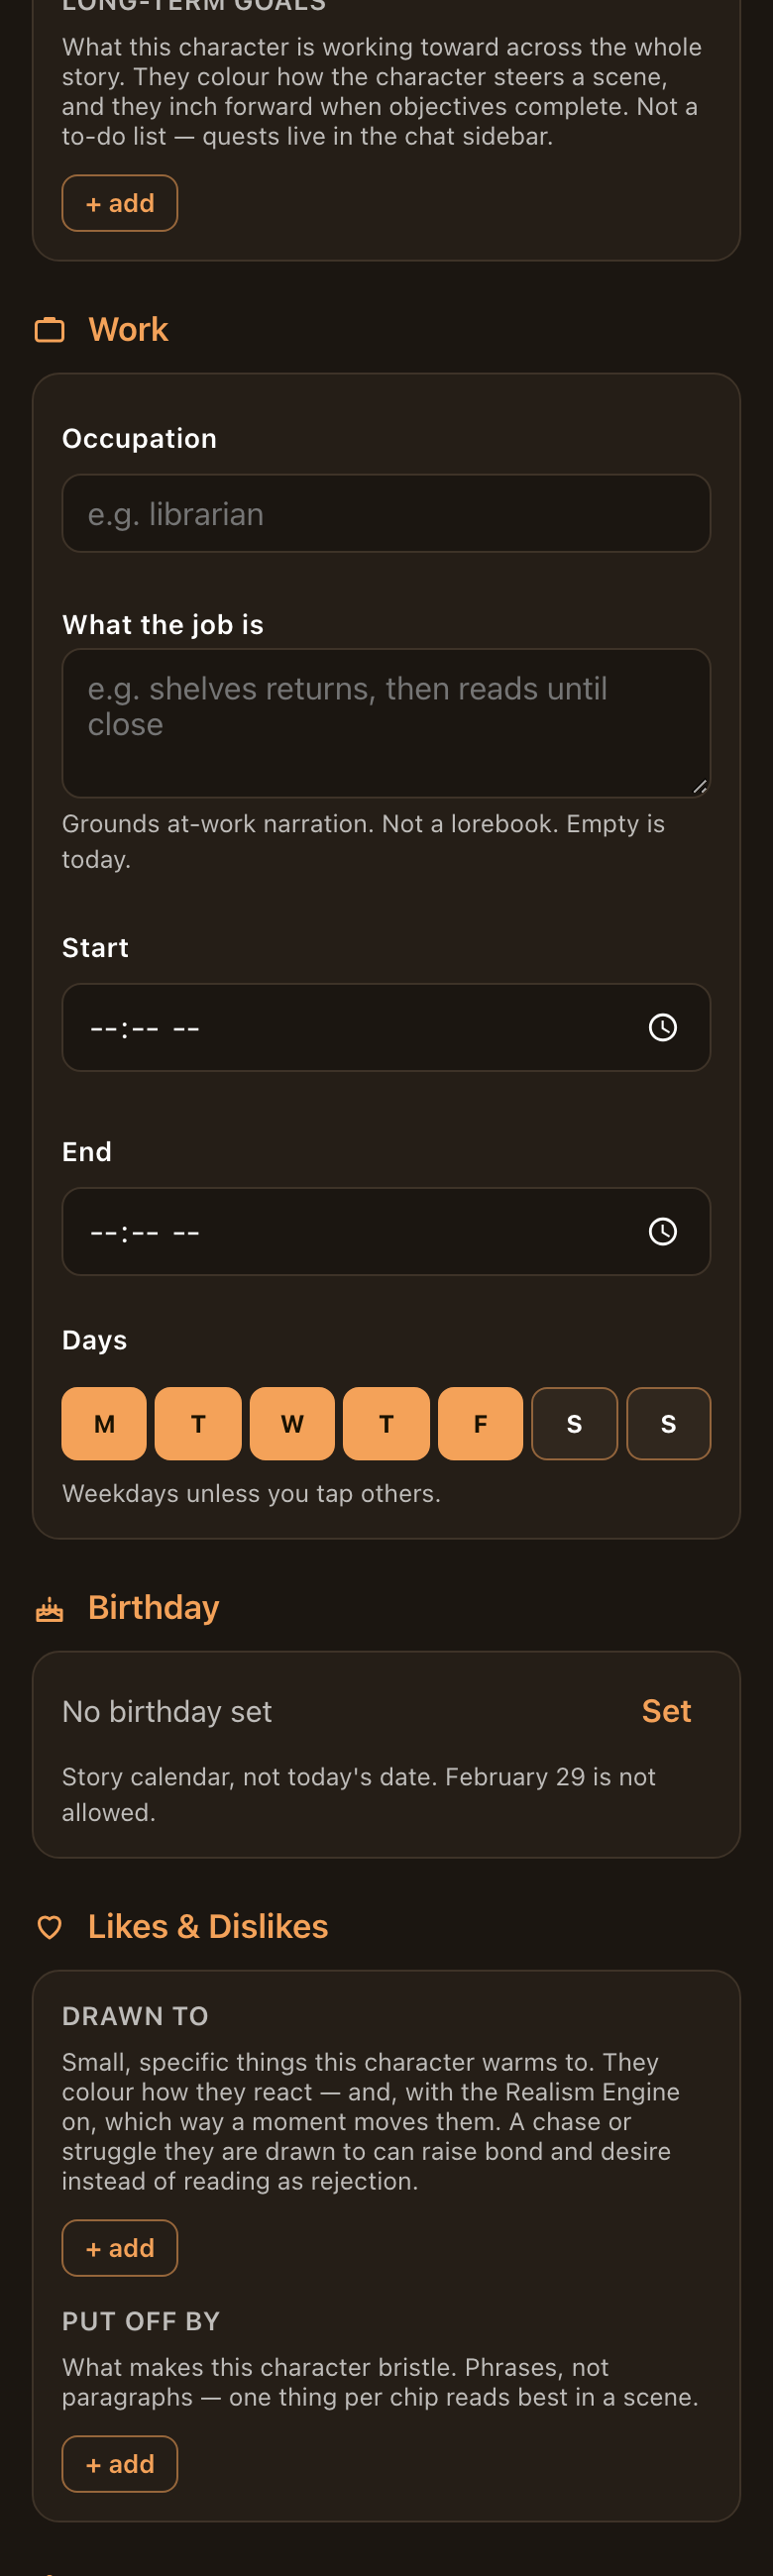 LONG-TERM GOALS
What this character is working toward across the whole
story. They colour how the character steers a scene,
and they inch forward when objectives complete. Not a
to-do list — quests live in the chat sidebar.
+ add
Work
Occupation
e.g. librarian
What the job is
e.g. shelves returns, then reads until
close
Grounds at-work narration. Not a lorebook. Empty is
today.
Start
--:-- --
End
--:-- --
Days
M T W T F S S
Weekdays unless you tap others.
Birthday
No birthday set Set
Story calendar, not today's date. February 29 is not
allowed.
Likes & Dislikes
DRAWN TO
Small, specific things this character warms to. They
colour how they react — and, with the Realism Engine
on, which way a moment moves them. A chase or
struggle they are drawn to can raise bond and desire
instead of reading as rejection.
+ add
PUT OFF BY
What makes this character bristle. Phrases, not
paragraphs — one thing per chip reads best in a scene.
+ add